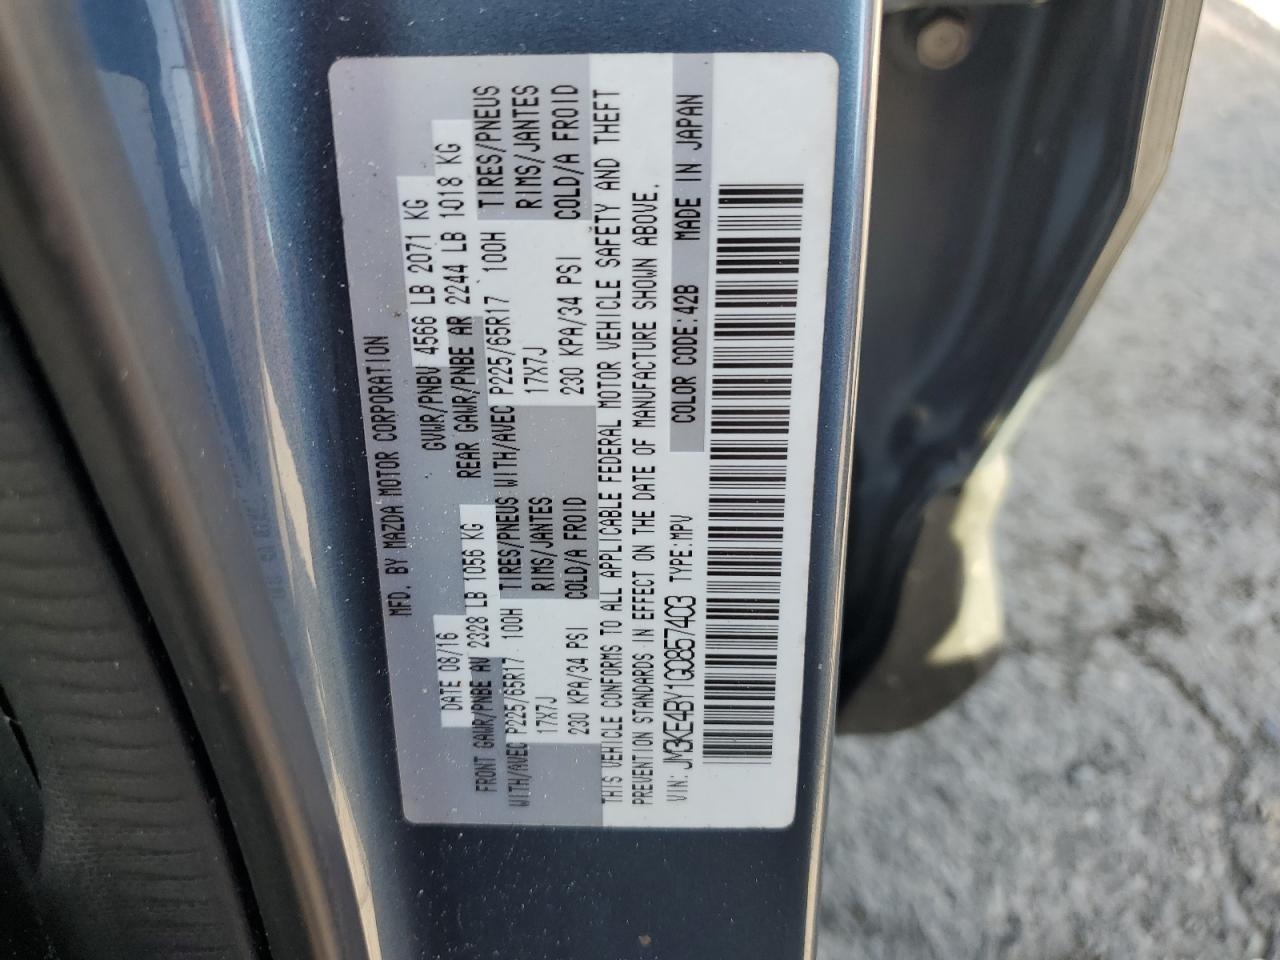 MFD. BY MAZDA MOTOR CORPORATION
DATE 08/16 GVWR/PNBV 4566 LB 2071 KG
FRONT GAWR/PNBE AV 2328 LB 1056 KG REAR GAWR/PNBE AR 2244 LB 1018 KG
WITH/AVEC P225/65R17 100H TIRES/PNEUS WITH/AVEC P225/65R17 100H TIRES/PNEUS
17X7J RIMS/JANTES 17X7J RIMS/JANTES
230 KPA/34 PSI COLD/A FROID 230 KPA/34 PSI COLD/A FROID
THIS VEHICLE CONFORMS TO ALL APPLICABLE FEDERAL MOTOR VEHICLE SAFETY AND THEFT
PREVENTION STANDARDS IN EFFECT ON THE DATE OF MANUFACTURE SHOWN ABOVE.
VIN: JM3KE4BY1G0857403 TYPE:MPV COLOR CODE:42B MADE IN JAPAN